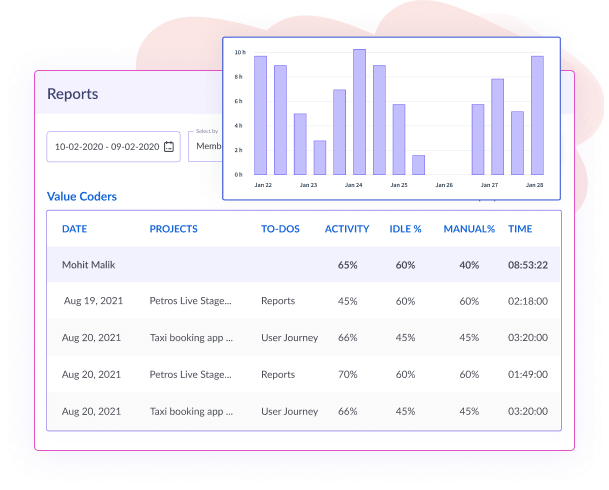 10 h
8 h
6 h
4 h
2 h
0 h
Jan 22 Jan 23 Jan 24 Jan 25 Jan 26 Jan 27 Jan 28
Reports
Select by
10-02-2020 - 09-02-2020 Memb
Value Coders
DATE PROJECTS TO-DOS ACTIVITY IDLE % MANUAL% TIME
Mohit Malik 65% 60% 40% 08:53:22
Aug 19, 2021 Petros Live Stage... Reports 45% 60% 60% 02:18:00
Aug 20, 2021 Taxi booking app ... User Journey 66% 45% 45% 03:20:00
Aug 20, 2021 Petros Live Stage... Reports 70% 60% 60% 01:49:00
Aug 20, 2021 Taxi booking app ... User Journey 66% 45% 45% 03:20:00